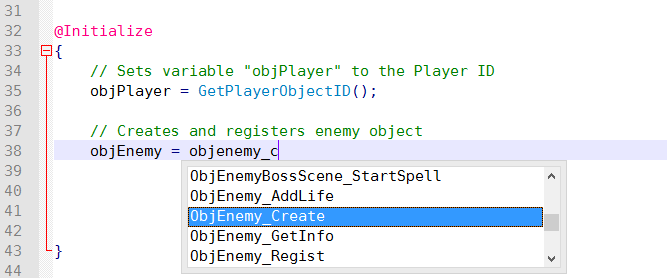 31
32 @Initialize
33 {
34 // Sets variable "objPlayer" to the Player ID
35 objPlayer = GetPlayerObjectID();
36
37 // Creates and registers enemy object
38 objEnemy = objenemy_c
39 ObjEnemyBossScene_StartSpell
40 ObjEnemy_AddLife
41 ObjEnemy_Create
42 ObjEnemy_GetInfo
43 } ObjEnemy_Regist
44